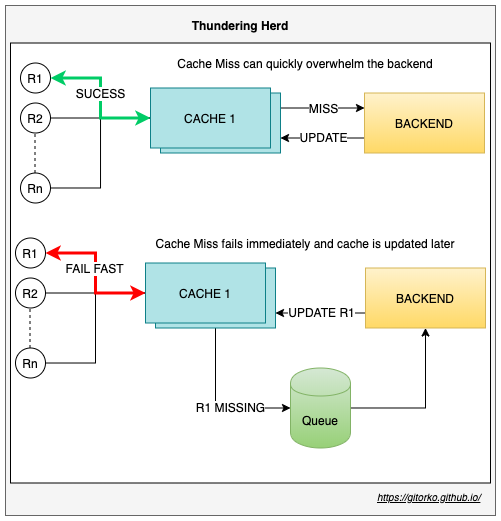 Thundering Herd
Cache Miss can quickly overwhelm the backend
R1
SUCESS
R2
CACHE 1
MISS
BACKEND
UPDATE
Rn
Cache Miss fails immediately and cache is updated later
R1
FAIL FAST
R2
CACHE 1
BACKEND
UPDATE R1
Rn
R1 MISSING
Queue
https://gitorko.github.io/